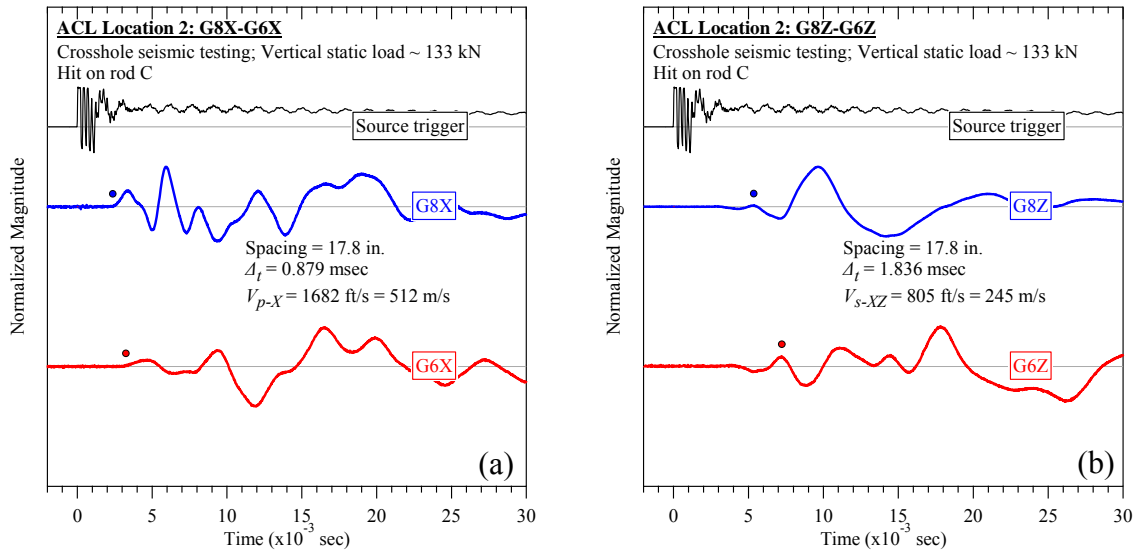 ACL Location 2: G8X-G6X
Crosshole seismic testing; Vertical static load ~ 133 kN
Hit on rod C
Source trigger
G8X
Spacing = 17.8 in.
Δt = 0.879 msec
Vp-X = 1682 ft/s = 512 m/s
G6X
(a)
Normalized Magnitude
0 5 10 15 20 25 30
Time (x10-3 sec)
ACL Location 2: G8Z-G6Z
Crosshole seismic testing; Vertical static load ~ 133 kN
Hit on rod C
Source trigger
G8Z
Spacing = 17.8 in.
Δt = 1.836 msec
Vs-XZ = 805 ft/s = 245 m/s
G6Z
(b)
Normalized Magnitude
0 5 10 15 20 25 30
Time (x10-3 sec)